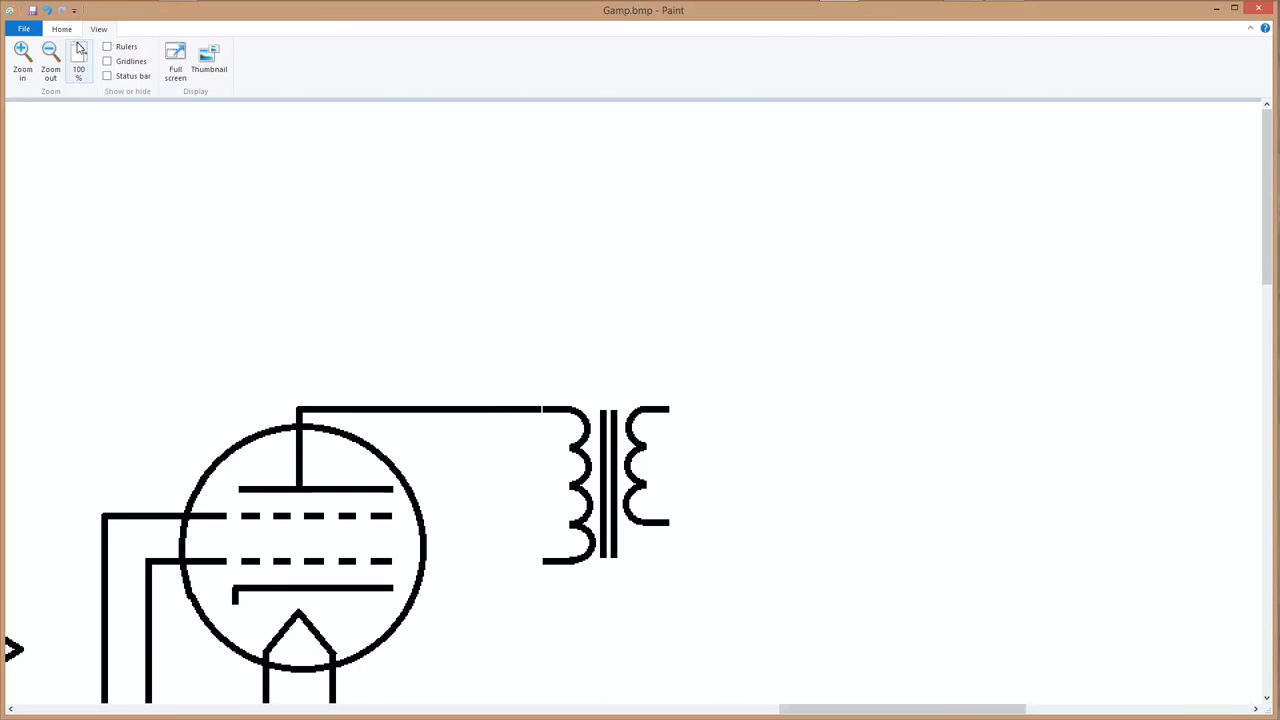 Gamp.bmp - Paint
File Home View
Zoom in
Zoom out
100 %
Rulers
Gridlines
Status bar
Full screen
Thumbnail
Zoom
Show or hide
Display